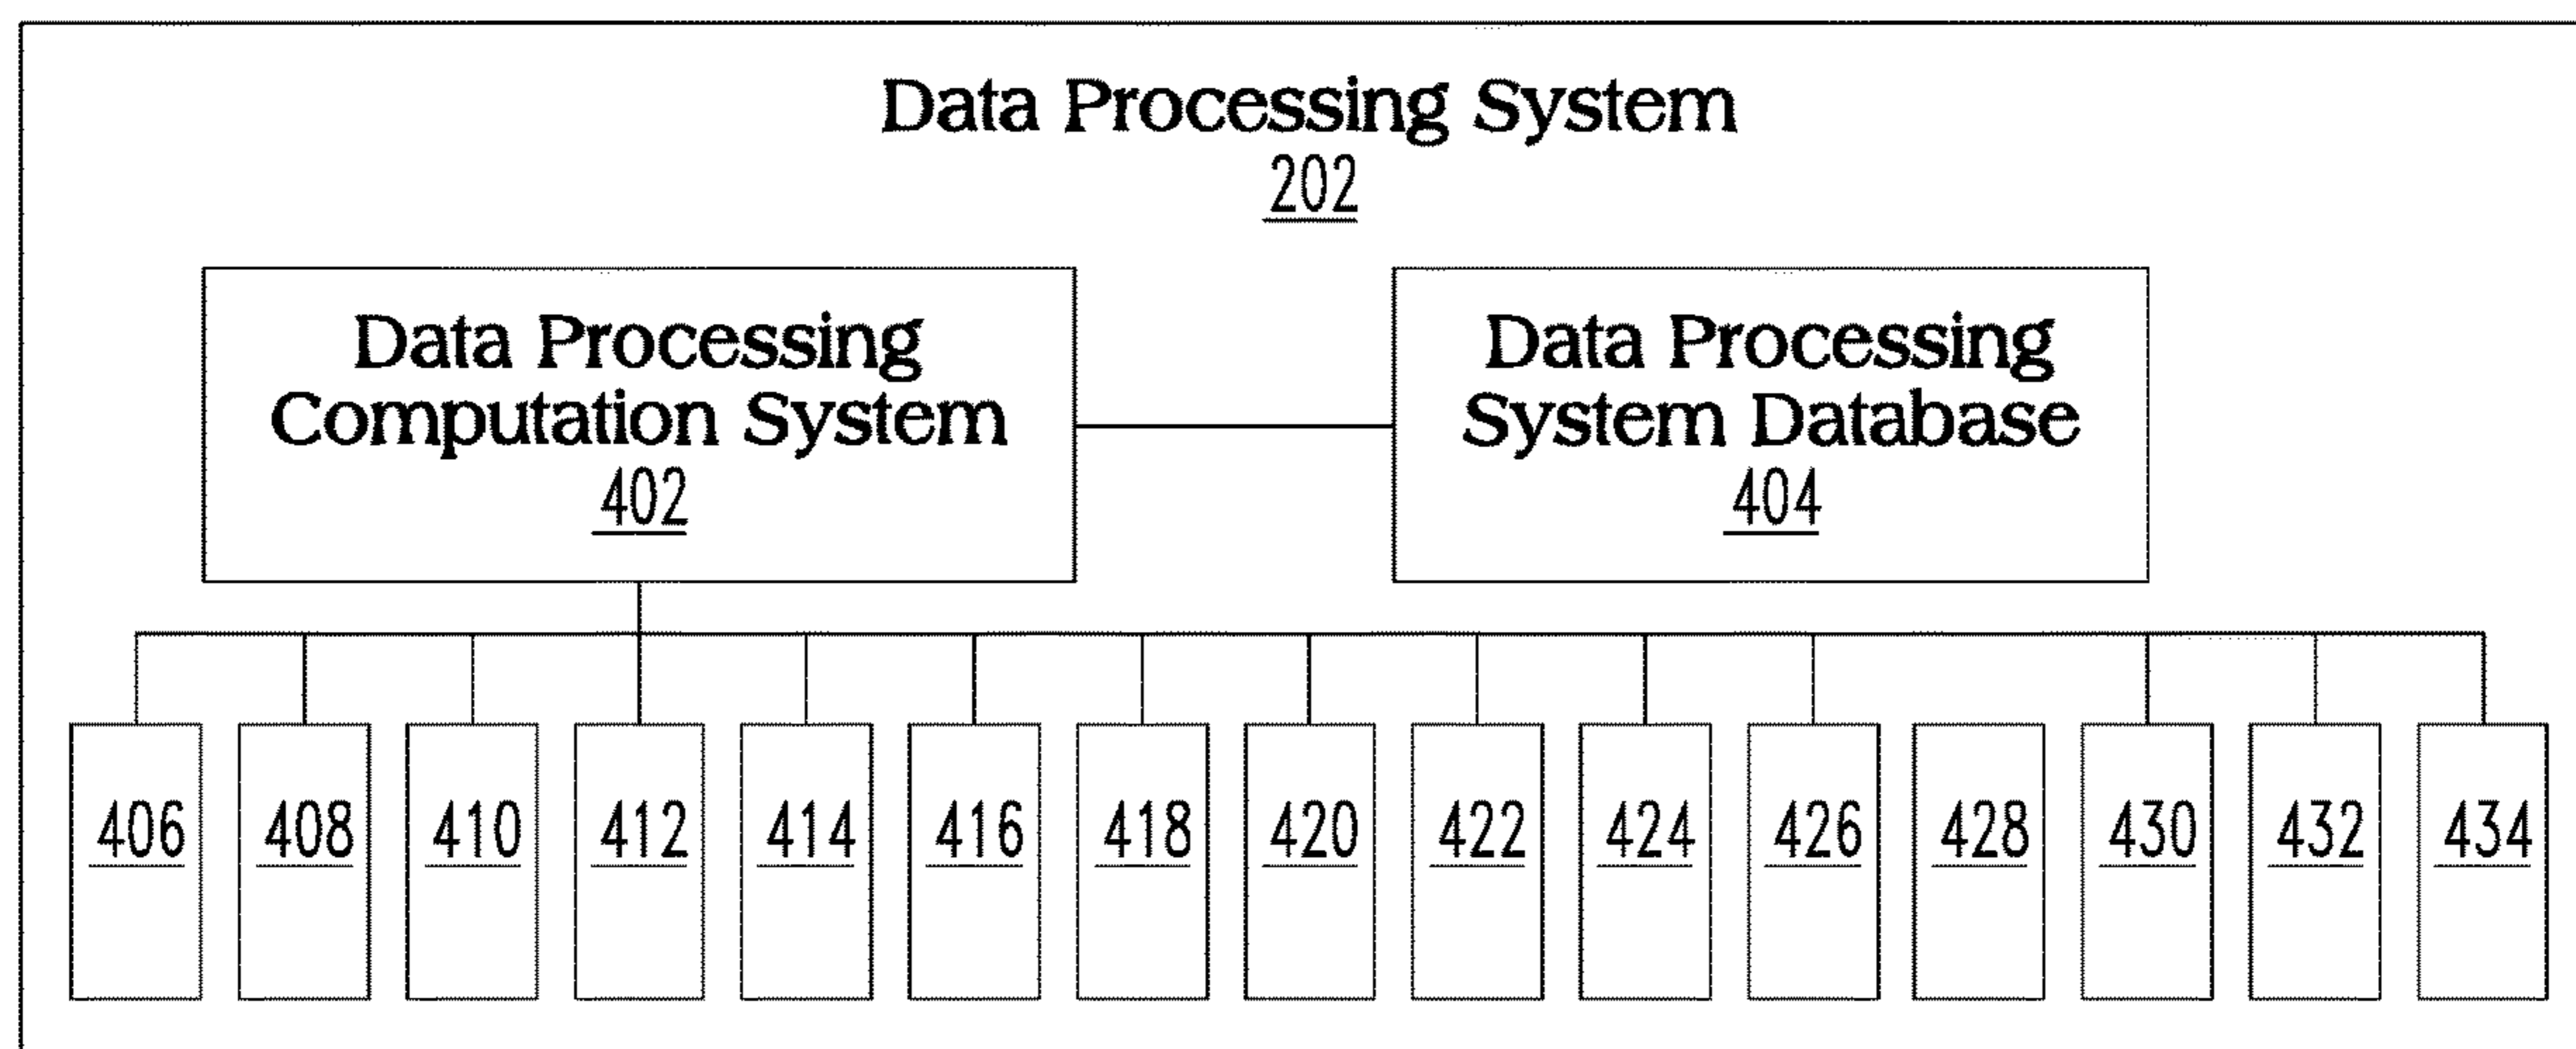 Data Processing System
202
Data Processing
Computation System
402
Data Processing
System Database
404
406 408 410 412 414 416 418 420 422 424 426 428 430 432 434